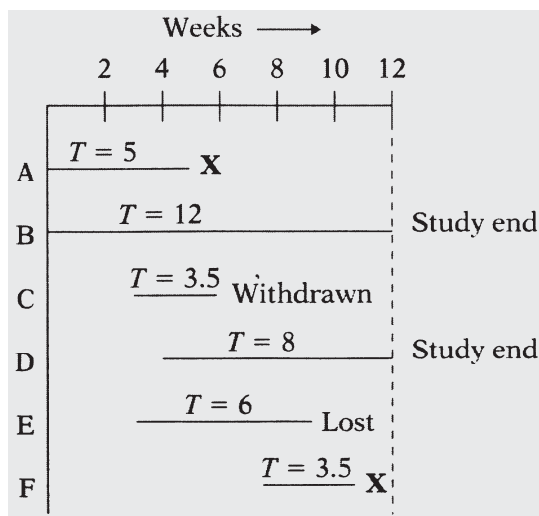 Weeks
2 4 6 8 10 12
T = 5
A X
T = 12
B Study end
T = 3.5
C Withdrawn
T = 8
D Study end
T = 6
E Lost
T = 3.5
F X